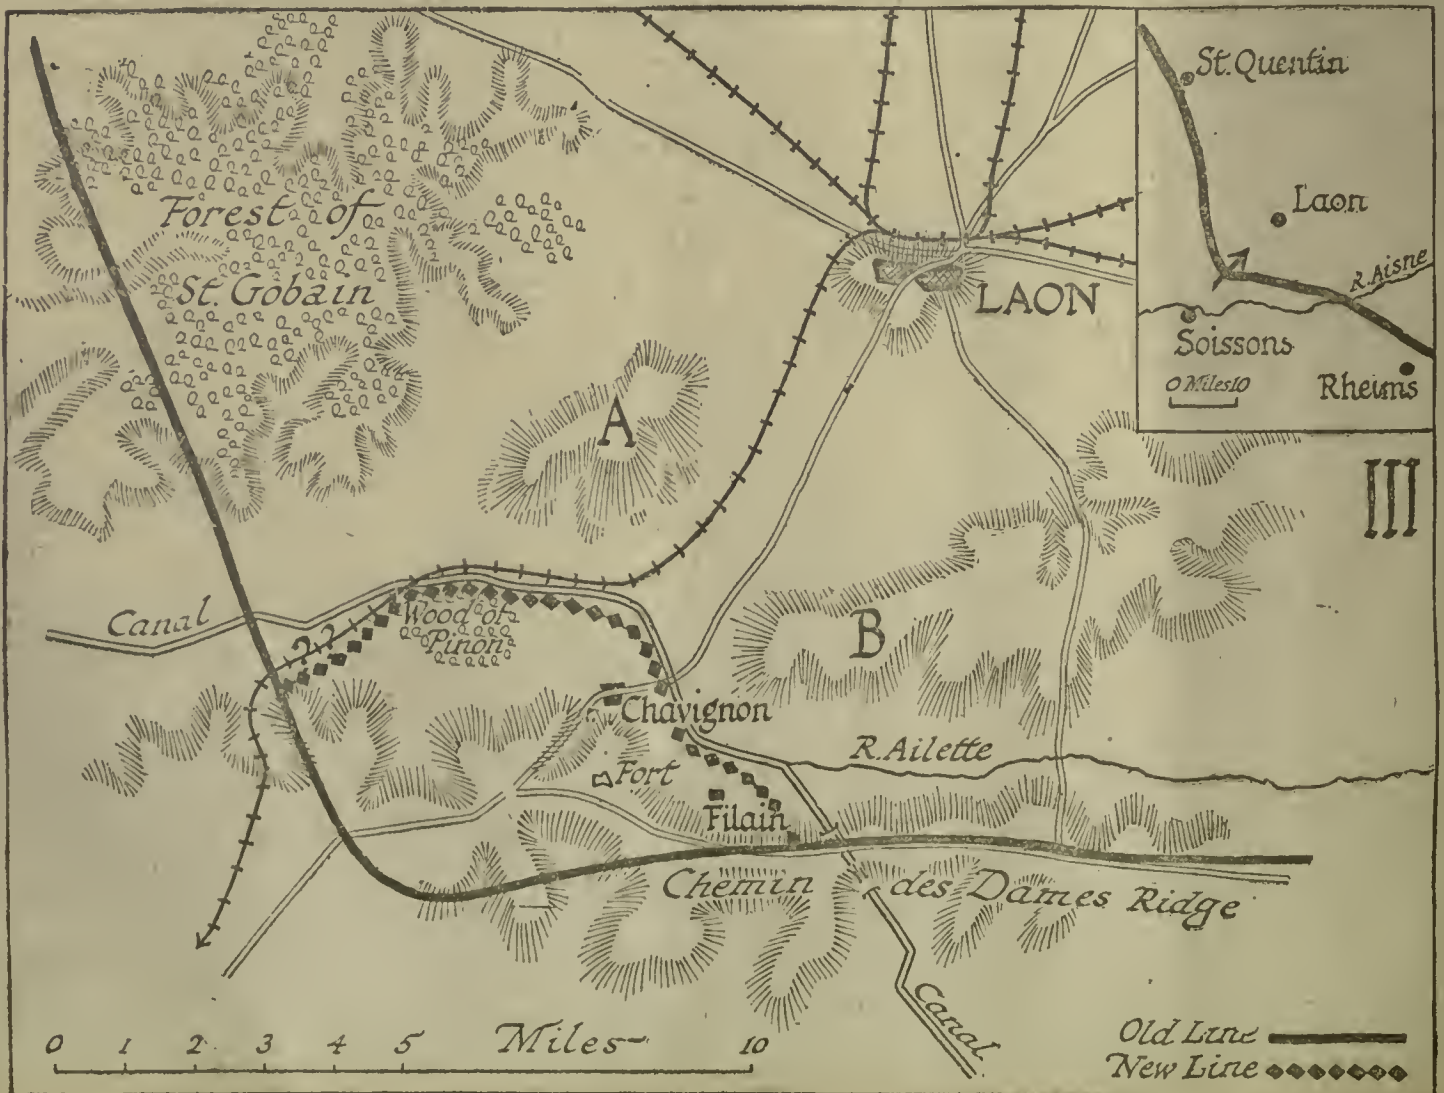 St. Quentin
Laon
R. Aisne
Soissons
0 Miles 10
Rheims
Forest of
St. Gobain
LAON
A
III
Canal
Wood of
Pinon
??
B
Chavignon
R. Ailette
Fort
Filain
Chemin des Dames Ridge
Canal
0 1 2 3 4 5 Miles 10
Old Line
New Line